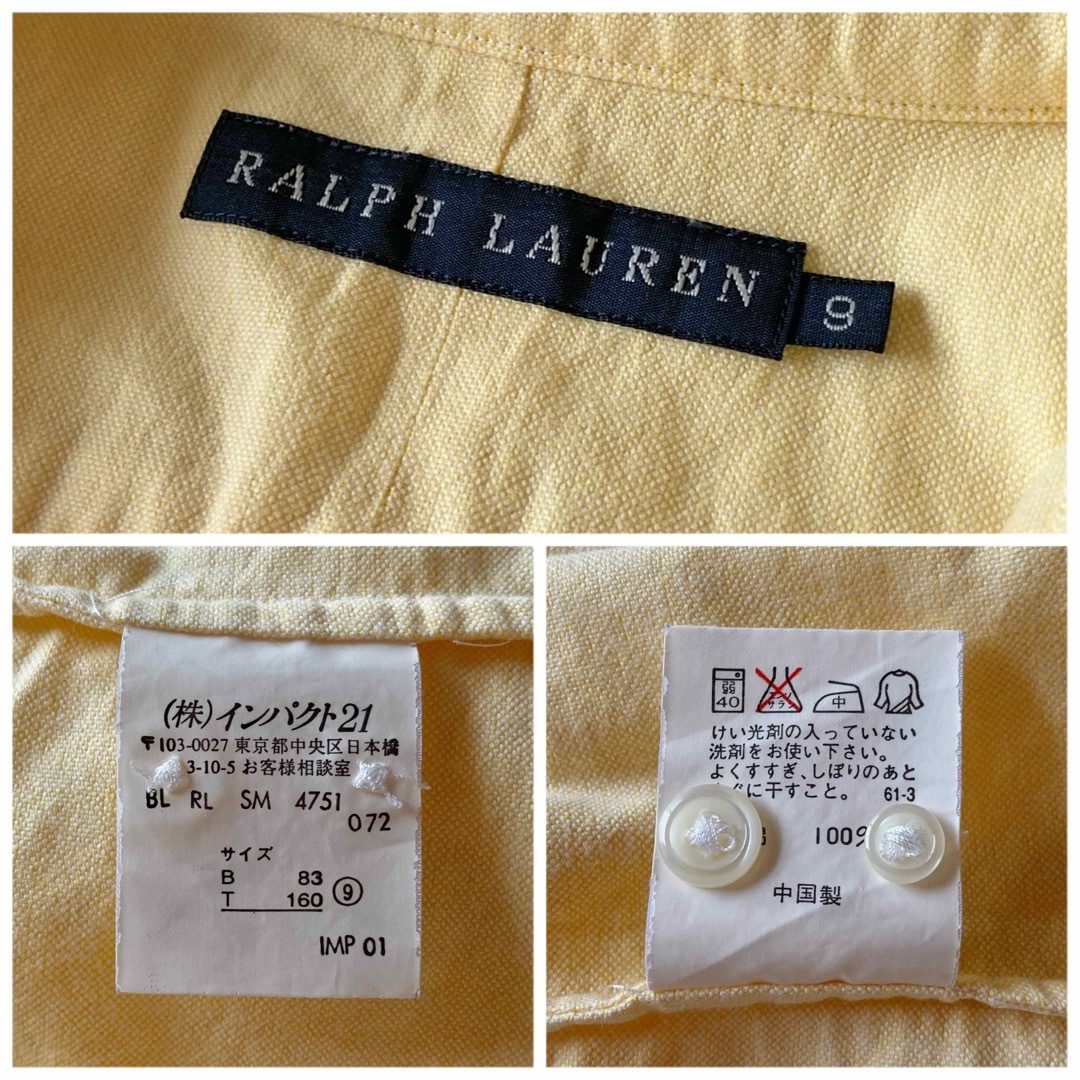 RALPH LAUREN 9
(株)インパクト21
〒103-0027 東京都中央区日本橋
3-10-5 お客様相談室
BL RL SM 4751
072
サイズ
B 83
T 160 ⑨
IMP 01
弱
40
サラシ
中
けい光剤の入っていない
洗剤をお使い下さい。
よくすすぎ、しぼりのあと
ぐに干すこと。 61-3
100%
中国製